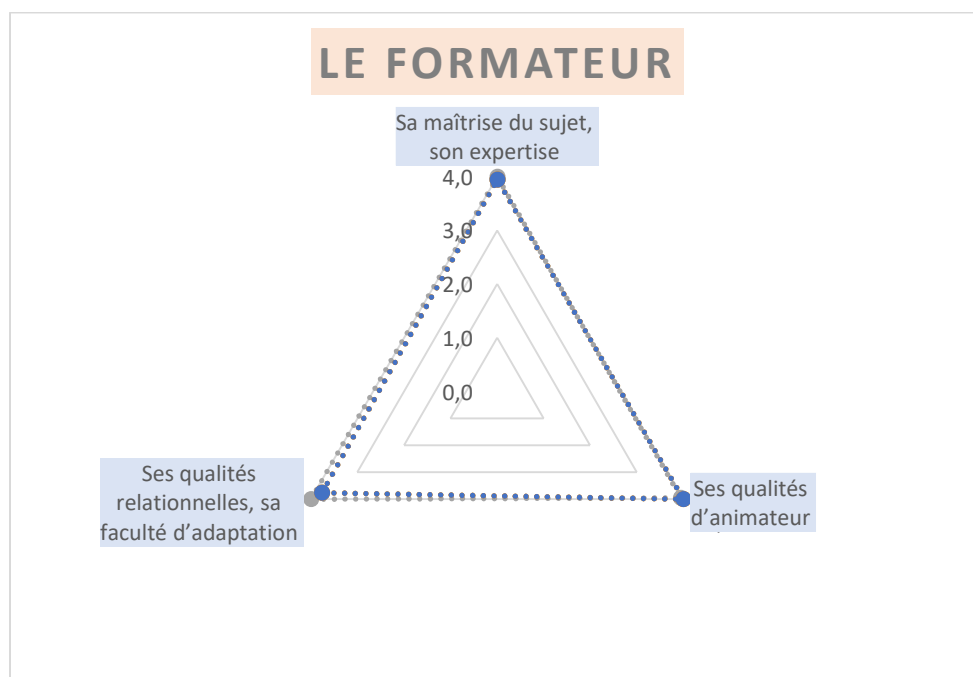 LE FORMATEUR
Sa maîtrise du sujet,
son expertise
4,0
3,0
2,0
1,0
0,0
Ses qualités
relationnelles, sa
faculté d’adaptation
Ses qualités
d’animateur